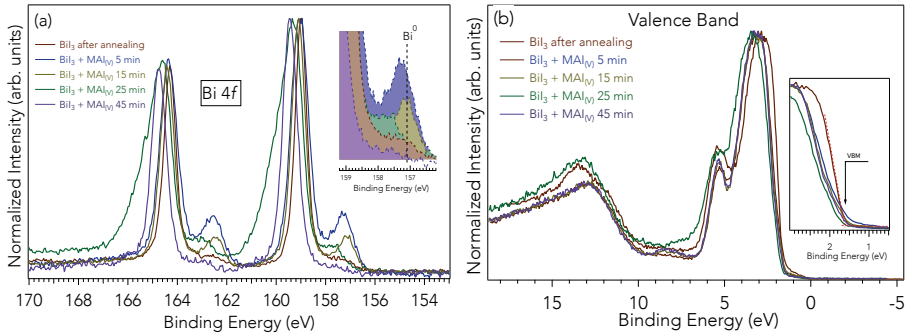 (a)
Normalized Intensity (arb. units)
BiI3 after annealing
BiI3 + MAI(V) 5 min
BiI3 + MAI(V) 15 min
BiI3 + MAI(V) 25 min
BiI3 + MAI(V) 45 min
Bi 4f
Bi0
159 158 157
Binding Energy (eV)
170 168 166 164 162 160 158 156 154
Binding Energy (eV)
(b)
Valence Band
Normalized Intensity (arb. units)
BiI3 after annealing
BiI3 + MAI(V) 5 min
BiI3 + MAI(V) 15 min
BiI3 + MAI(V) 25 min
BiI3 + MAI(V) 45 min
VBM
2 1
Binding Energy (eV)
15 10 5 0 -5
Binding Energy (eV)